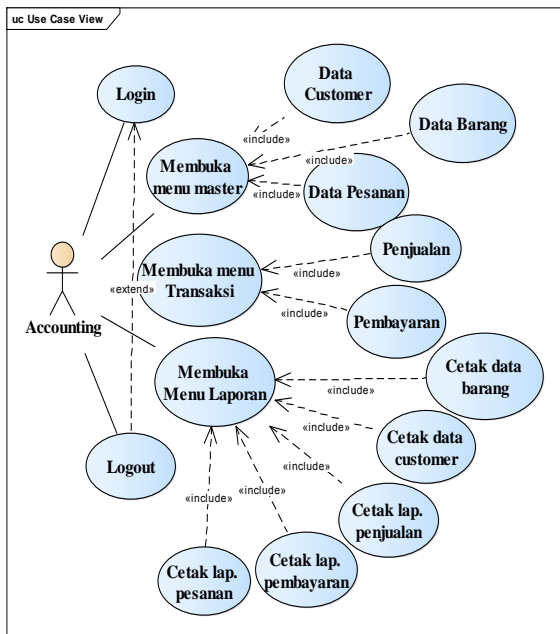 uc Use Case View
Login
Data
Customer
Data Barang
«include»
«include»
Membuka
menu master
«include»
Data Pesanan
Penjualan
Membuka menu
Transaksi
«include»
«extend»
«include»
Accounting
Pembayaran
Membuka
Menu Laporan
Cetak data
barang
«include»
«include»
Cetak data
customer
Logout
«include»
«include»
«include»
Cetak lap.
penjualan
Cetak lap.
pesanan
Cetak lap.
pembayaran